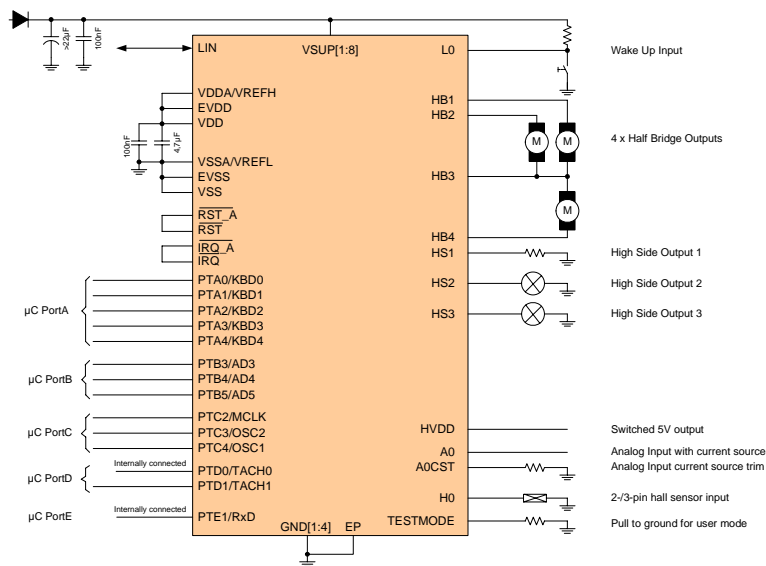 >22µF
100nF
LIN
VSUP[1:8]
L0
Wake Up Input
VDDA/VREFH
EVDD
VDD
100nF
4,7µF
VSSA/VREFL
EVSS
VSS
RST_A
RST
IRQ_A
IRQ
HB1
HB2
M
M
4 x Half Bridge Outputs
HB3
M
HB4
HS1
High Side Output 1
HS2
High Side Output 2
HS3
High Side Output 3
µC PortA
PTA0/KBD0
PTA1/KBD1
PTA2/KBD2
PTA3/KBD3
PTA4/KBD4
µC PortB
PTB3/AD3
PTB4/AD4
PTB5/AD5
µC PortC
PTC2/MCLK
PTC3/OSC2
PTC4/OSC1
µC PortD
Internally connected
PTD0/TACH0
PTD1/TACH1
µC PortE
Internally connected
PTE1/RxD
HVDD
Switched 5V output
A0
Analog Input with current source
A0CST
Analog Input current source trim
H0
2-/3-pin hall sensor input
TESTMODE
Pull to ground for user mode
GND[1:4]
EP